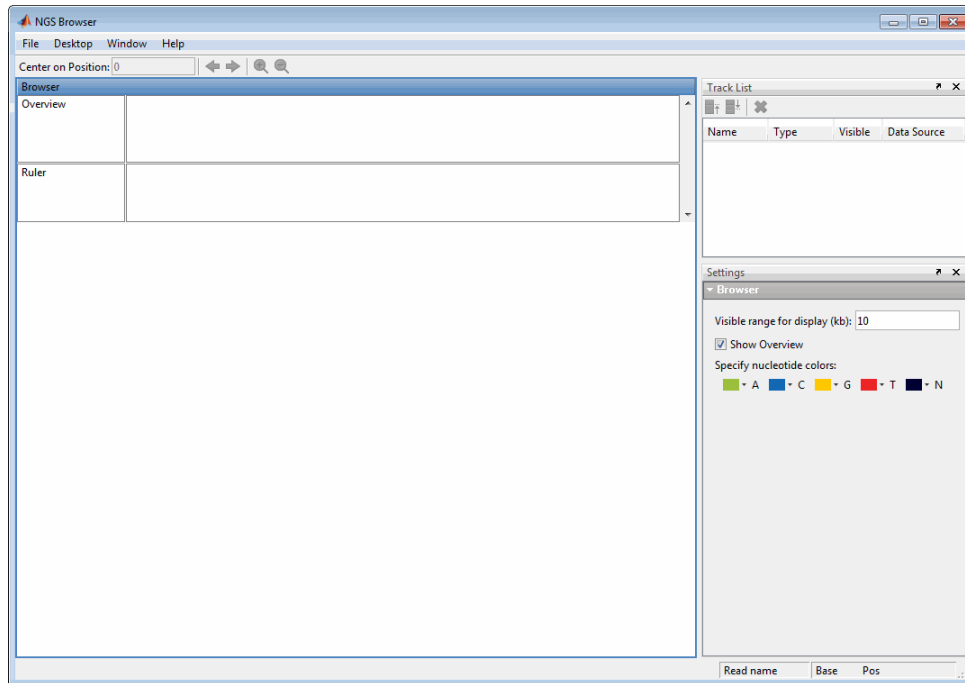 NGS Browser
File Desktop Window Help
Center on Position: 0
Browser
Overview
Ruler
Track List
Name Type Visible Data Source
Settings
Browser
Visible range for display (kb): 10
Show Overview
Specify nucleotide colors:
A C G T N
Read name Base Pos